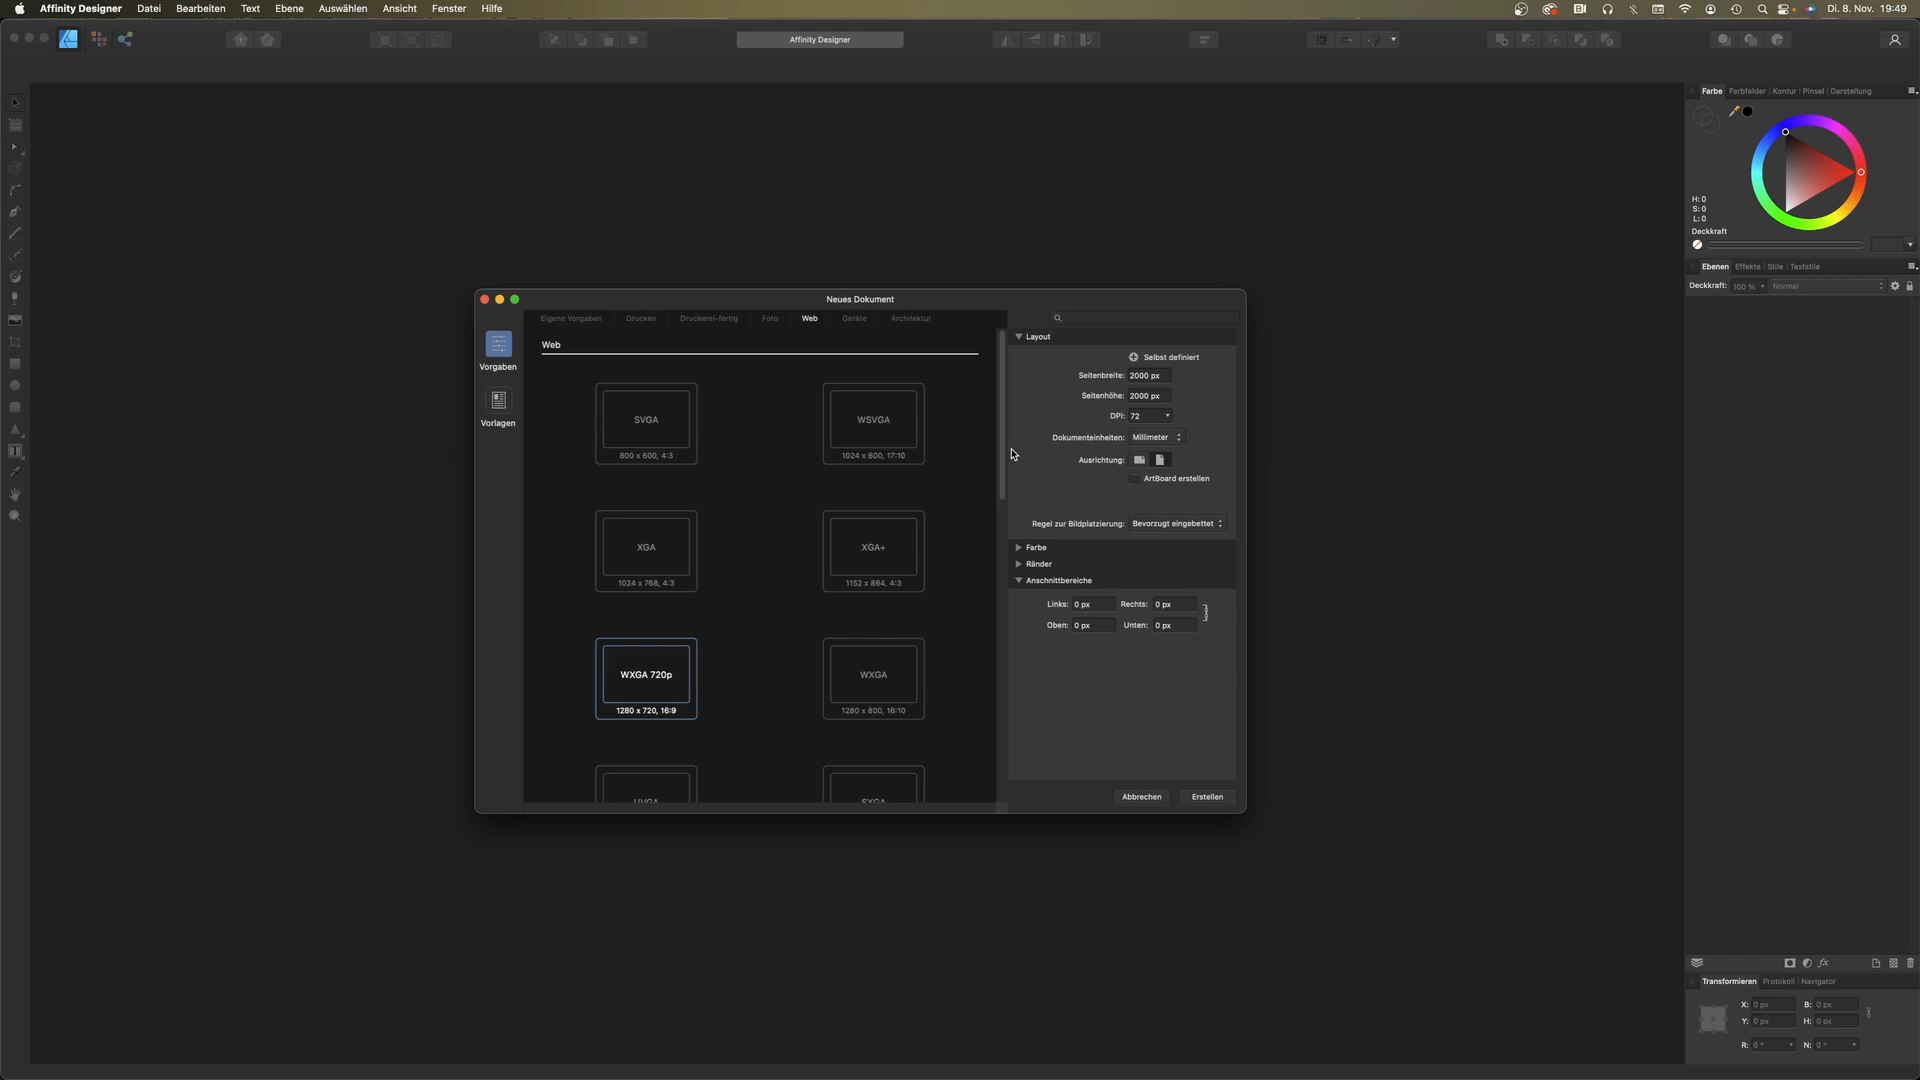 Affinity Designer Datei Bearbeiten Text Ebene Auswählen Ansicht Fenster Hilfe Di. 8. Nov. 19:49
Affinity Designer
Farbe Farbfelder Kontur Pinsel Darstellung
H: 0
S: 0
L: 0
Deckkraft
Ebenen Effekte Stile Textstile
Deckkraft: 100 % Normal
Neues Dokument
Eigene Vorgaben Drucken Druckerei-fertig Foto Web Geräte Architektur
Vorgaben
Vorlagen
Web
SVGA
800 x 600, 4:3
WSVGA
1024 x 600, 17:10
XGA
1024 x 768, 4:3
XGA+
1152 x 864, 4:3
WXGA 720p
1280 x 720, 16:9
WXGA
1280 x 800, 16:10
UVGA
SXGA
Layout
Selbst definiert
Seitenbreite: 2000 px
Seitenhöhe: 2000 px
DPI: 72
Dokumenteinheiten: Millimeter
Ausrichtung:
ArtBoard erstellen
Regel zur Bildplatzierung: Bevorzugt eingebettet
Farbe
Ränder
Anschnittbereiche
Links: 0 px Rechts: 0 px
Oben: 0 px Unten: 0 px
Abbrechen Erstellen
Transformieren Protokoll Navigator
X: 0 px B: 0 px
Y: 0 px H: 0 px
R: 0 ° N: 0 °